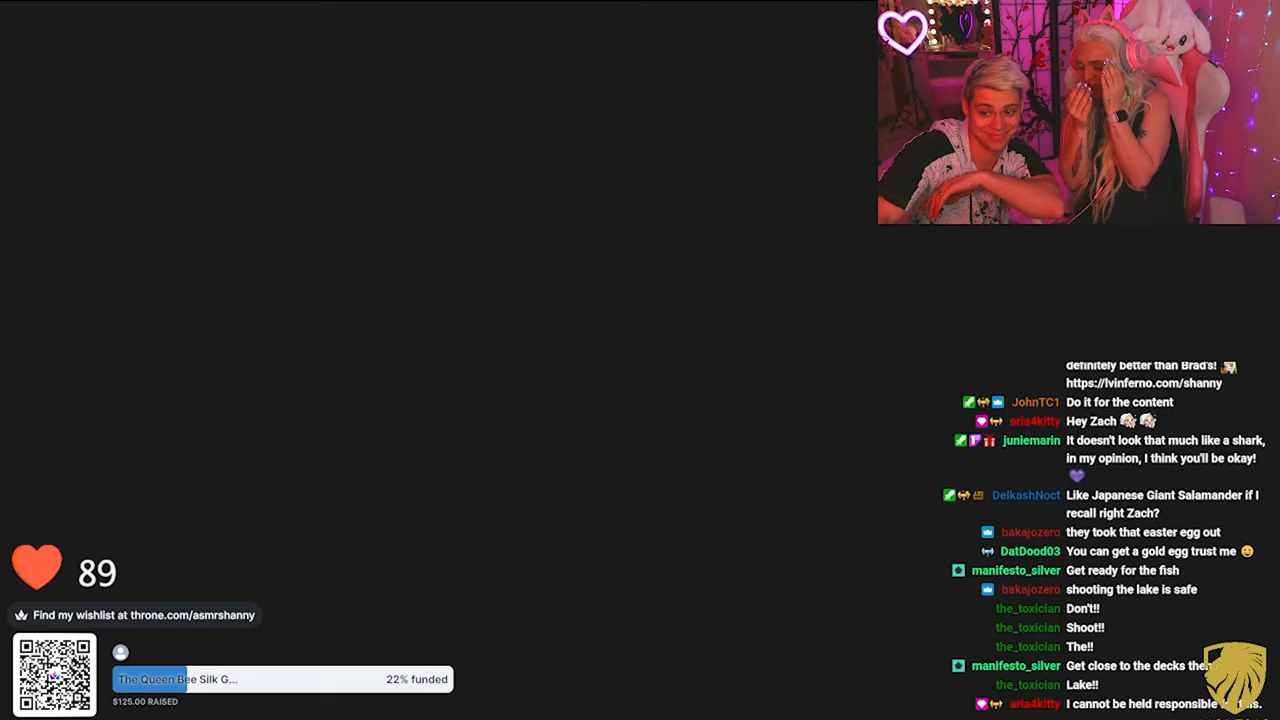 definitely better than Brad's!
https://lvinferno.com/shanny
JohnTC1 Do it for the content
aria4kitty Hey Zach
juniemarin It doesn't look that much like a shark,
in my opinion, I think you'll be okay!
DelkashNoct Like Japanese Giant Salamander if I
recall right Zach?
bakajozero they took that easter egg out
DatDood03 You can get a gold egg trust me
manifesto_silver Get ready for the fish
bakajozero shooting the lake is safe
the_toxician Don't!!
the_toxician Shoot!!
the_toxician The!!
manifesto_silver Get close to the decks
the_toxician Lake!!
aria4kitty I cannot be held responsible
89
Find my wishlist at throne.com/asmrshanny
The Queen Bee Silk G... 22% funded
$125.00 RAISED